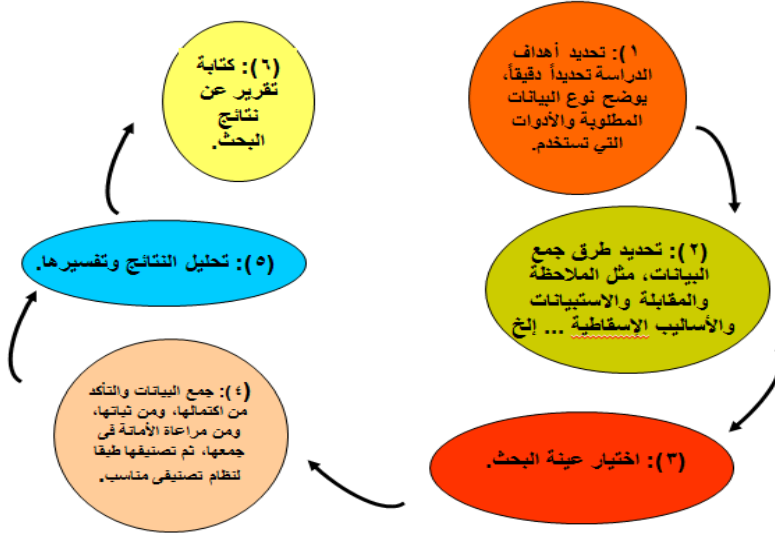 (١): تحديد أهداف
الدراسة تحديداً دقيقاً،
يوضح نوع البيانات
المطلوبة والأدوات
التي تستخدم.
(٢): تحديد طرق جمع
البيانات، مثل الملاحظة
والمقابلة والاستبيانات
والأساليب الإسقاطية ... إلخ
(٣): اختيار عينة البحث.
(٤): جمع البيانات والتأكد
من اكتمالها، ومن ثباتها،
ومن مراعاة الأمانة فى
جمعها، ثم تصنيفها طبقا
لنظام تصنيفى مناسب.
(٥): تحليل النتائج وتفسيرها.
(٦): كتابة
تقرير عن
نتائج
البحث.